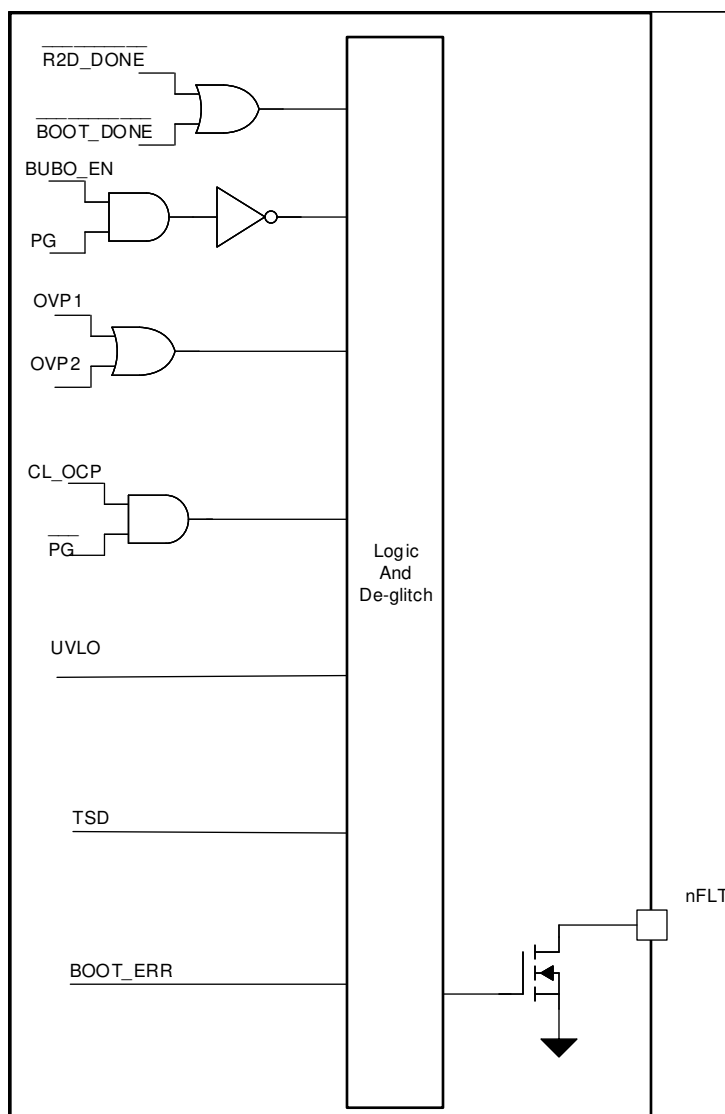 R2D_DONE
BOOT_DONE
BUBO_EN
PG
OVP1
OVP2
CL_OCP
PG
Logic
And
De-glitch
UVLO
TSD
nFLT
BOOT_ERR